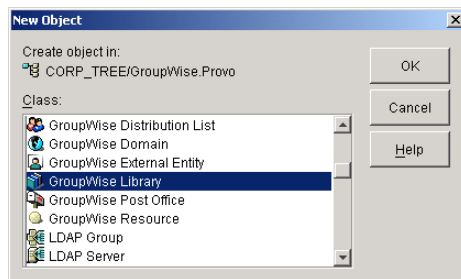 New Object
Create object in:
CORP_TREE/GroupWise.Provo
Class:
GroupWise Distribution List
GroupWise Domain
GroupWise External Entity
GroupWise Library
GroupWise Post Office
GroupWise Resource
LDAP Group
LDAP Server
OK
Cancel
Help